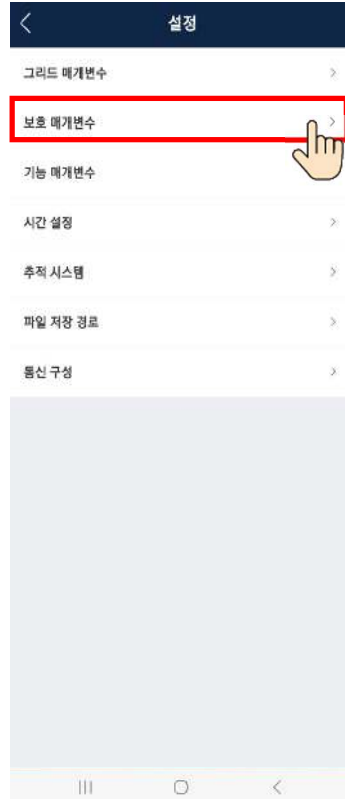 설정
그리드 매개변수
보호 매개변수
기능 매개변수
시간 설정
추적 시스템
파일 저장 경로
통신 구성